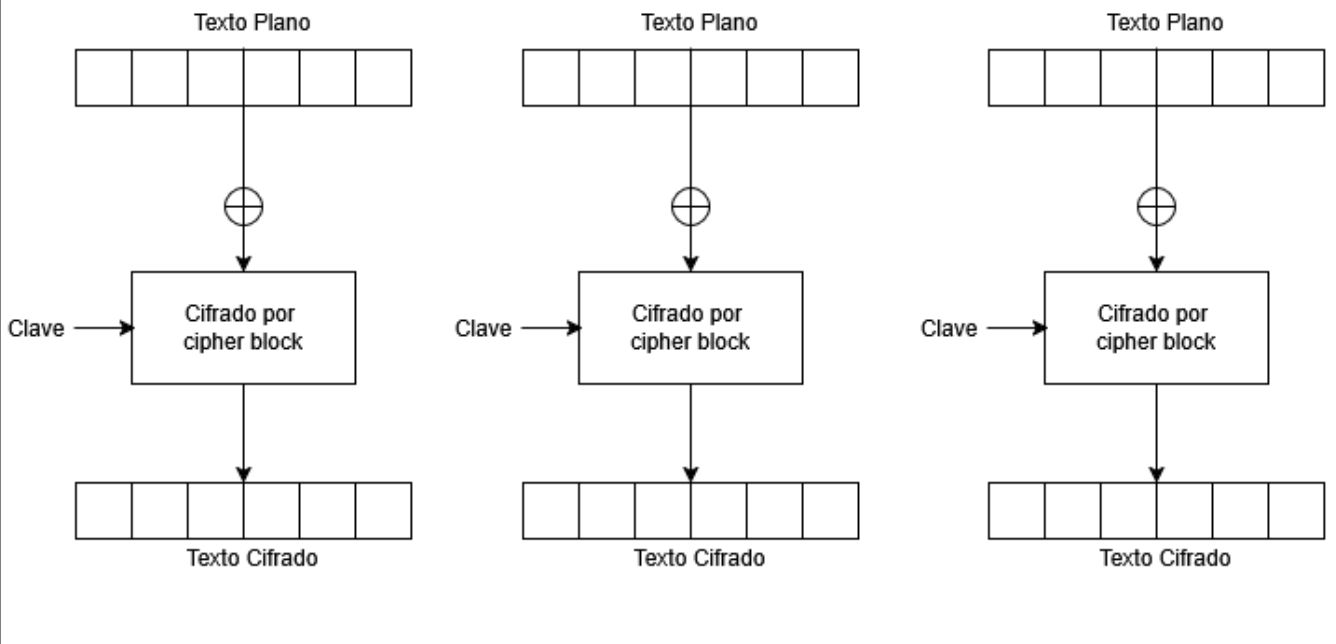 Texto Plano
Texto Plano
Texto Plano
Clave
Cifrado por
cipher block
Clave
Cifrado por
cipher block
Clave
Cifrado por
cipher block
Texto Cifrado
Texto Cifrado
Texto Cifrado